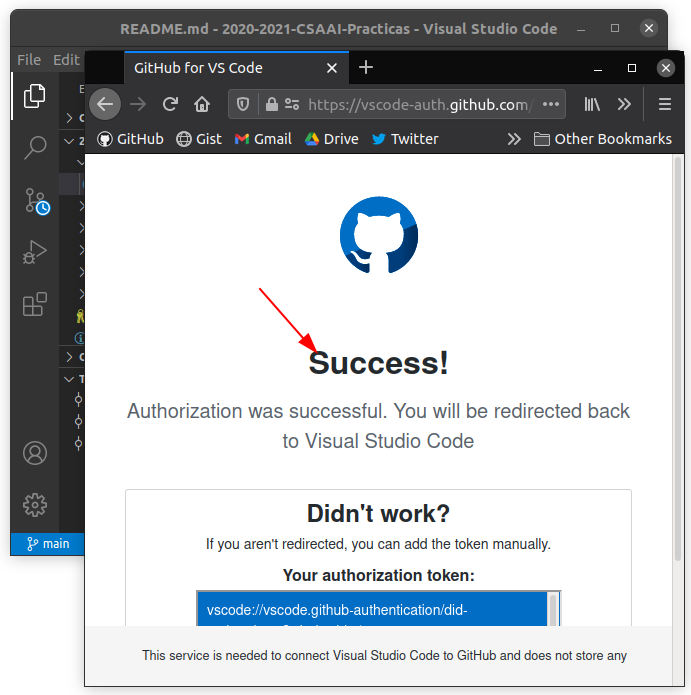 README.md - 2020-2021-CSAAI-Practicas - Visual Studio Code
File Edit
GitHub for VS Code
https://vscode-auth.github.com/
GitHub Gist Gmail Drive Twitter Other Bookmarks
Success!
Authorization was successful. You will be redirected back
to Visual Studio Code
Didn't work?
If you aren't redirected, you can add the token manually.
Your authorization token:
vscode://vscode.github-authentication/did-
This service is needed to connect Visual Studio Code to GitHub and does not store any
main